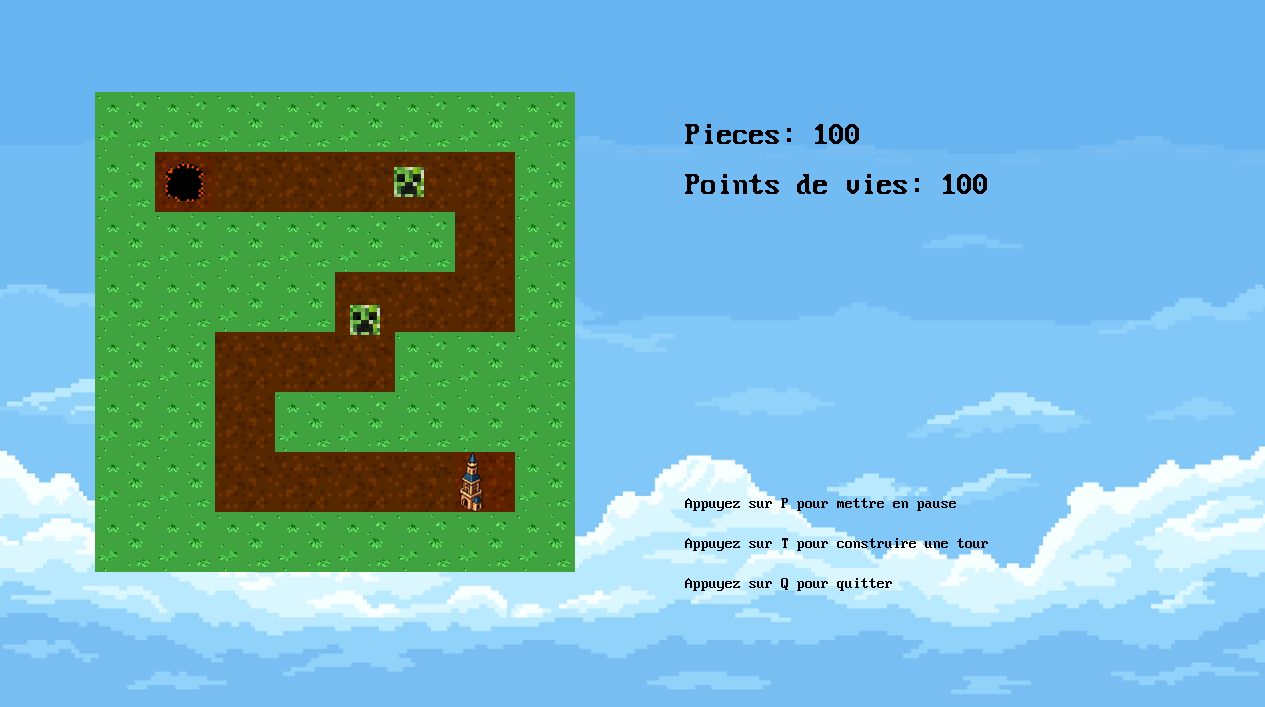 Pieces: 100
Points de vies: 100
Appuyez sur P pour mettre en pause
Appuyez sur T pour construire une tour
Appuyez sur Q pour quitter